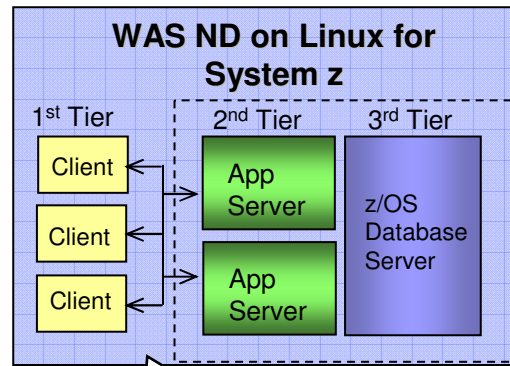 WAS ND on Linux for
System z
1st Tier
2nd Tier
3rd Tier
Client
Client
Client
App
Server
App
Server
z/OS
Database
Server